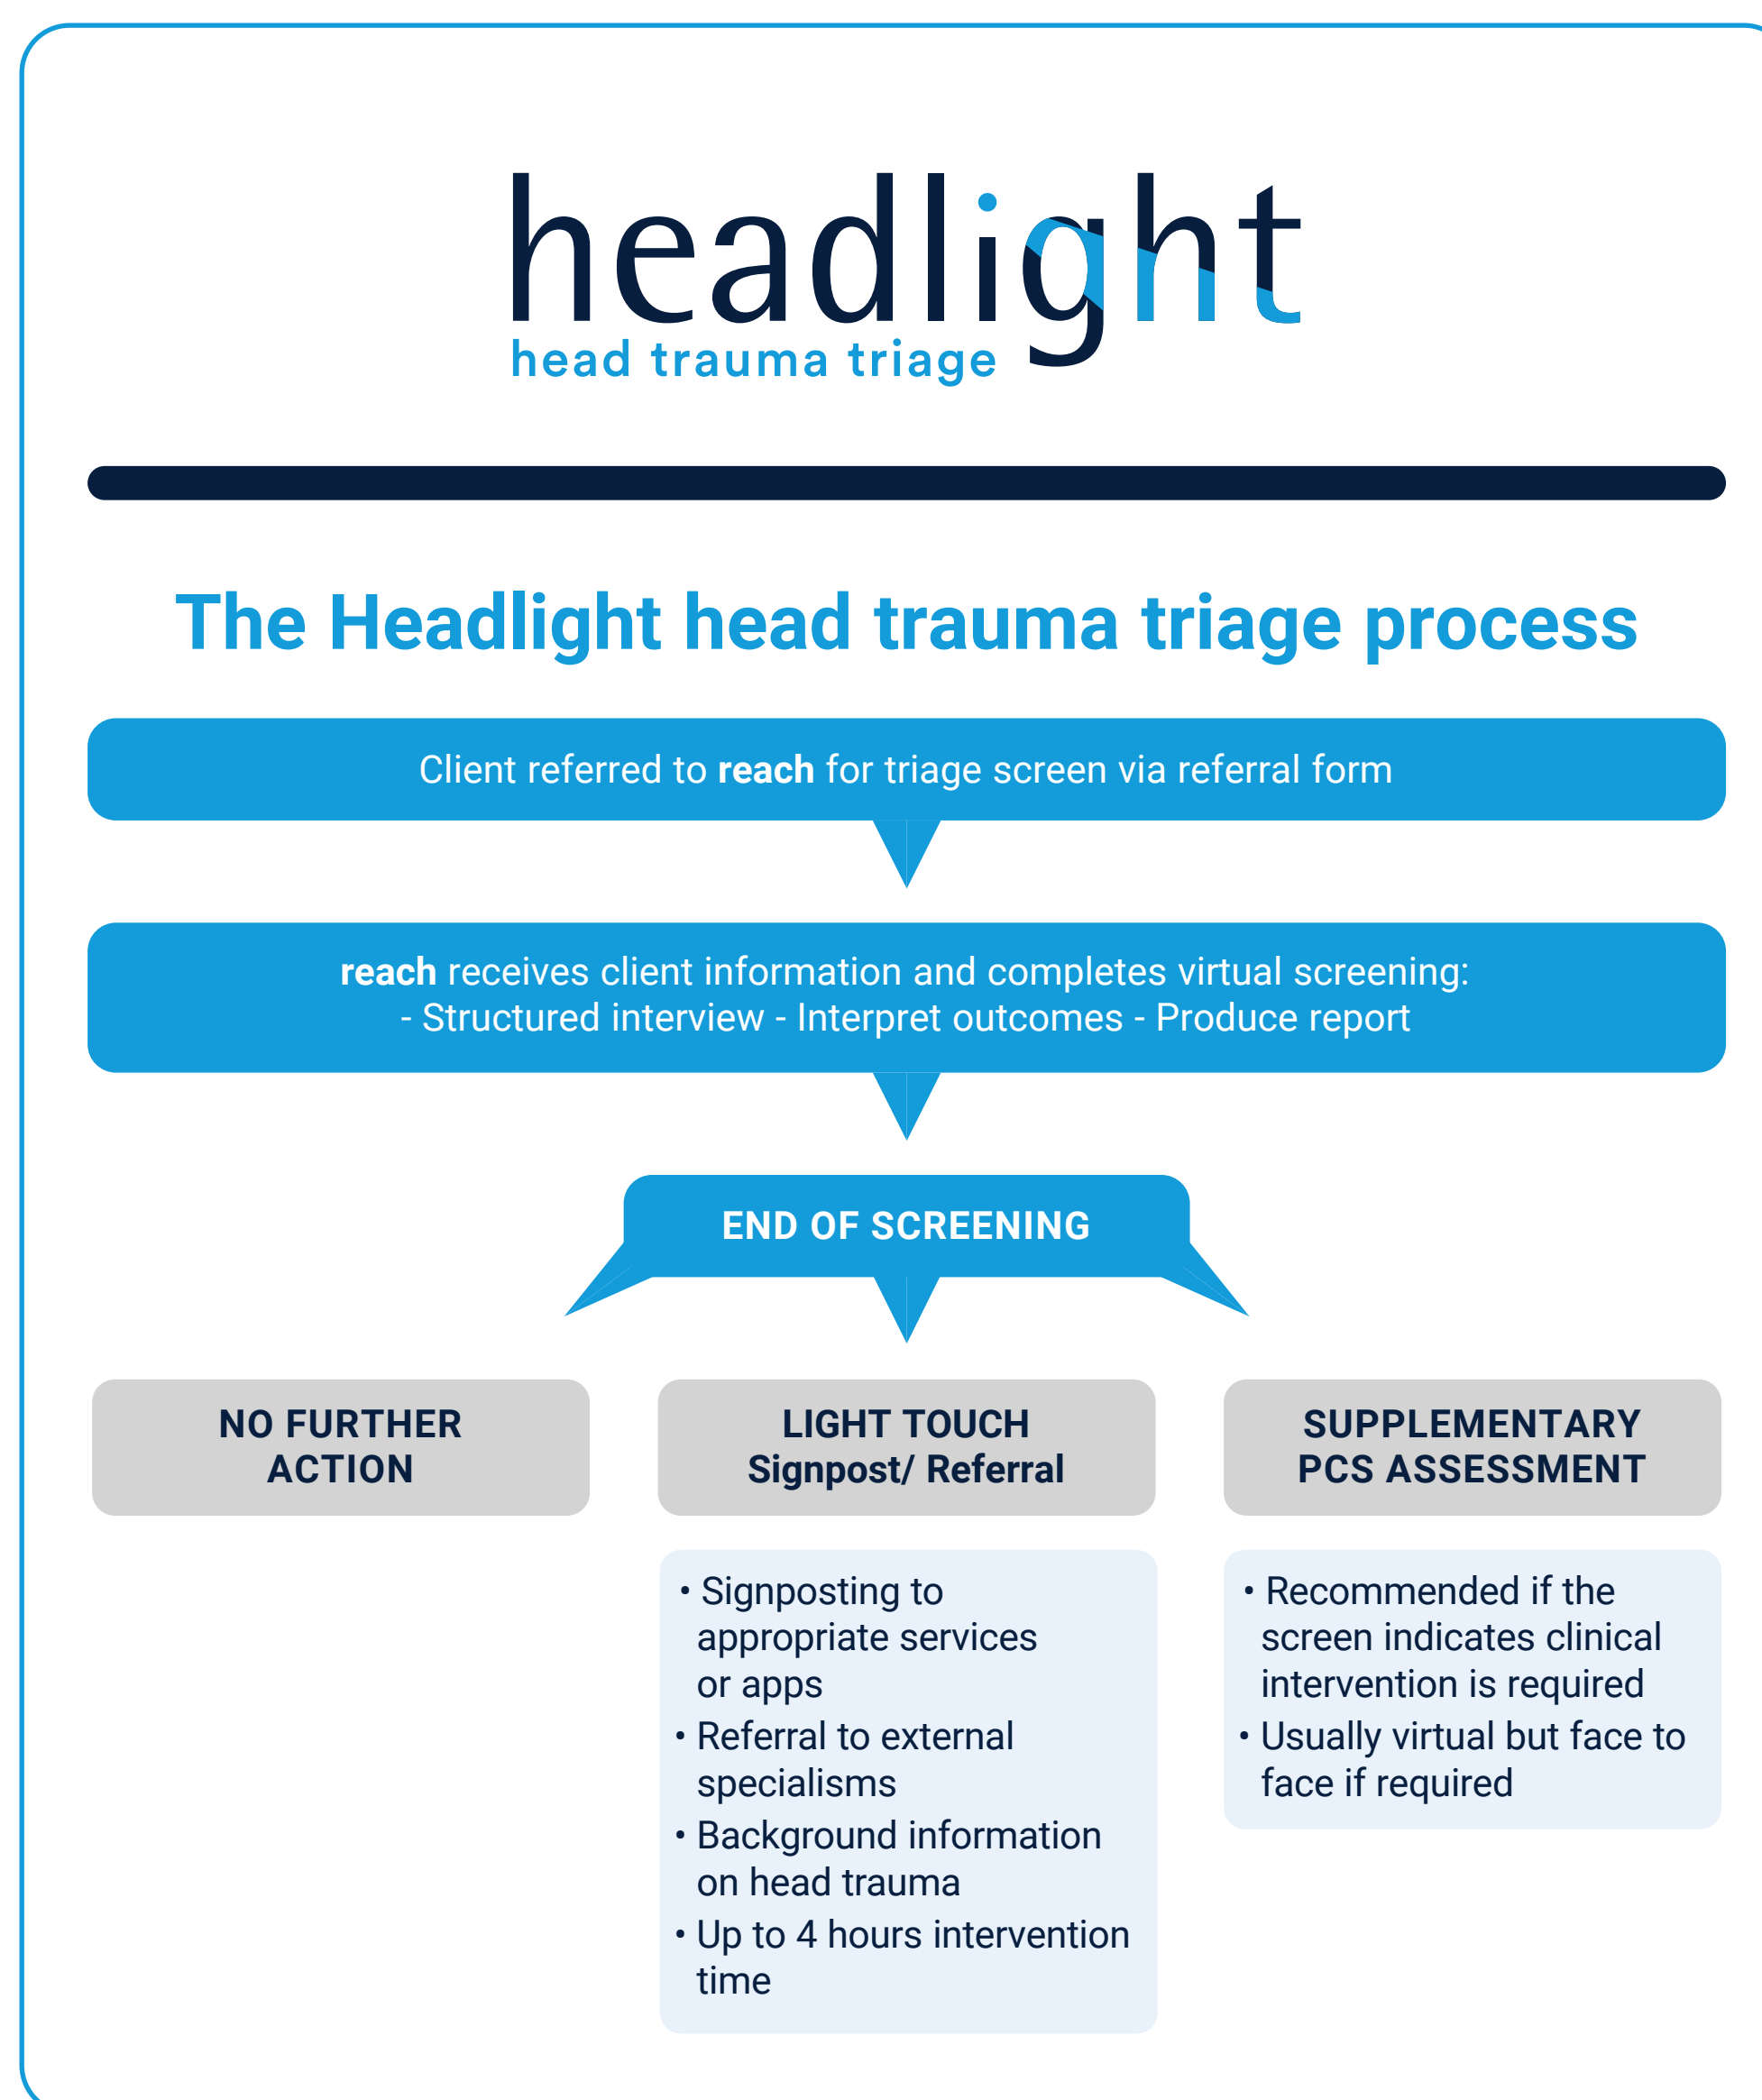 headlight
head trauma triage
The Headlight head trauma triage process
Client referred to reach for triage screen via referral form
reach receives client information and completes virtual screening:
- Structured interview - Interpret outcomes - Produce report
END OF SCREENING
NO FURTHER
ACTION
LIGHT TOUCH
Signpost/ Referral
• Signposting to
appropriate services
or apps
• Referral to external
specialisms
• Background information
on head trauma
• Up to 4 hours intervention
time
SUPPLEMENTARY
PCS ASSESSMENT
• Recommended if the
screen indicates clinical
intervention is required
• Usually virtual but face to
face if required